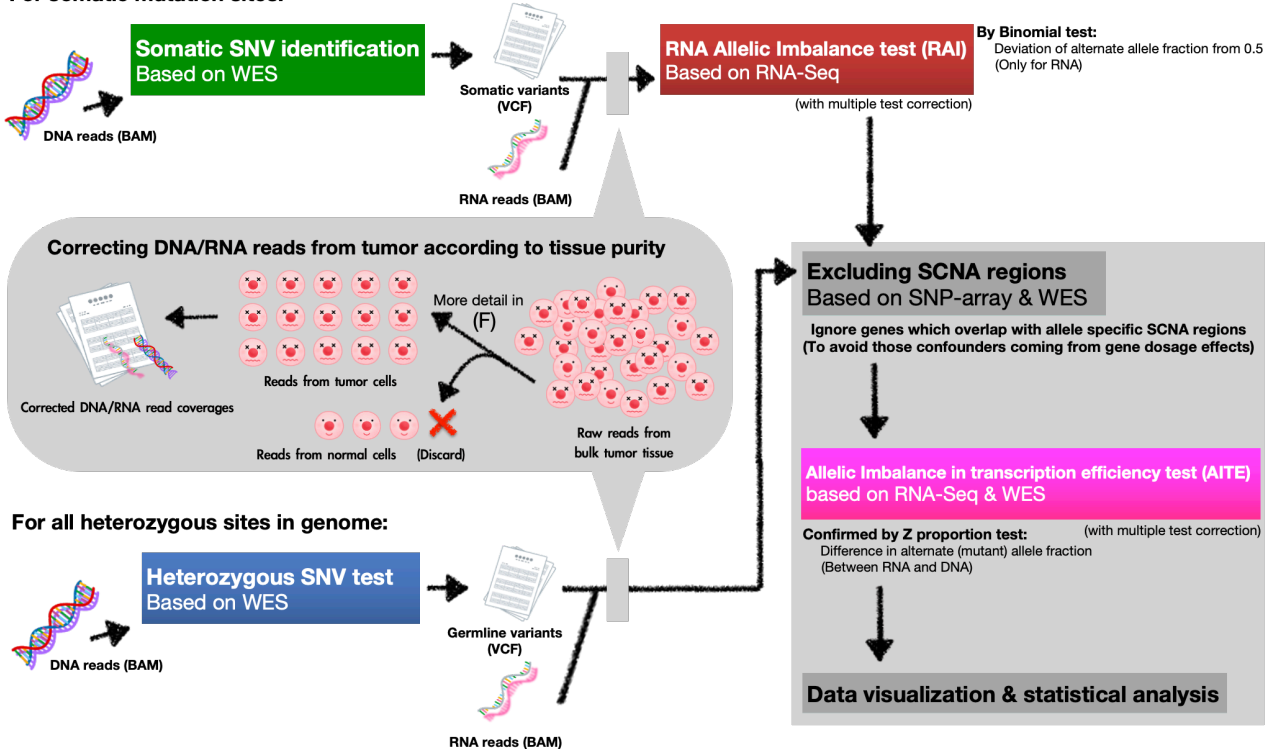 For somatic mutation sites:
Somatic SNV identification
Based on WES
DNA reads (BAM)
Somatic variants
(VCF)
RNA reads (BAM)
RNA Allelic Imbalance test (RAI)
Based on RNA-Seq
(with multiple test correction)
By Binomial test:
Deviation of alternate allele fraction from 0.5
(Only for RNA)
Correcting DNA/RNA reads from tumor according to tissue purity
More detail in
(F)
Reads from tumor cells
Corrected DNA/RNA read coverages
Reads from normal cells
(Discard)
Raw reads from
bulk tumor tissue
Excluding SCNA regions
Based on SNP-array & WES
Ignore genes which overlap with allele specific SCNA regions
(To avoid those confounders coming from gene dosage effects)
Allelic Imbalance in transcription efficiency test (AITE)
based on RNA-Seq & WES
(with multiple test correction)
Confirmed by Z proportion test:
Difference in alternate (mutant) allele fraction
(Between RNA and DNA)
Data visualization & statistical analysis
For all heterozygous sites in genome:
Heterozygous SNV test
Based on WES
DNA reads (BAM)
Germline variants
(VCF)
RNA reads (BAM)